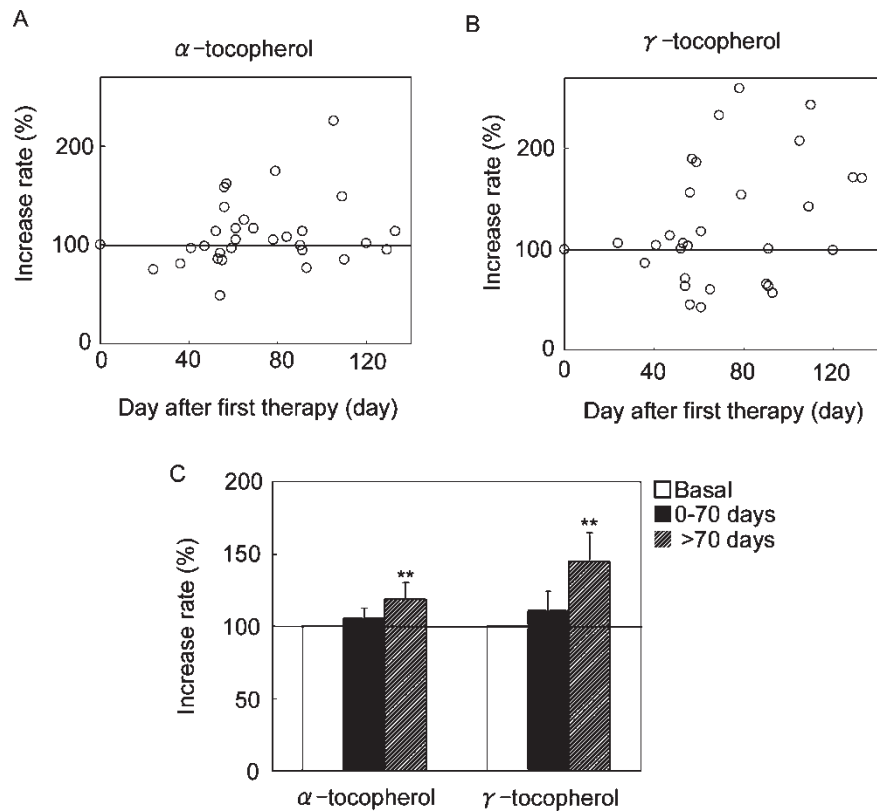 A
α-tocopherol
Increase rate (%)
200
100
0
0 40 80 120
Day after first therapy (day)
B
γ-tocopherol
Increase rate (%)
200
100
0
0 40 80 120
Day after first therapy (day)
C
Increase rate (%)
200
150
100
50
0
**
**
α-tocopherol γ-tocopherol
Basal
0-70 days
>70 days